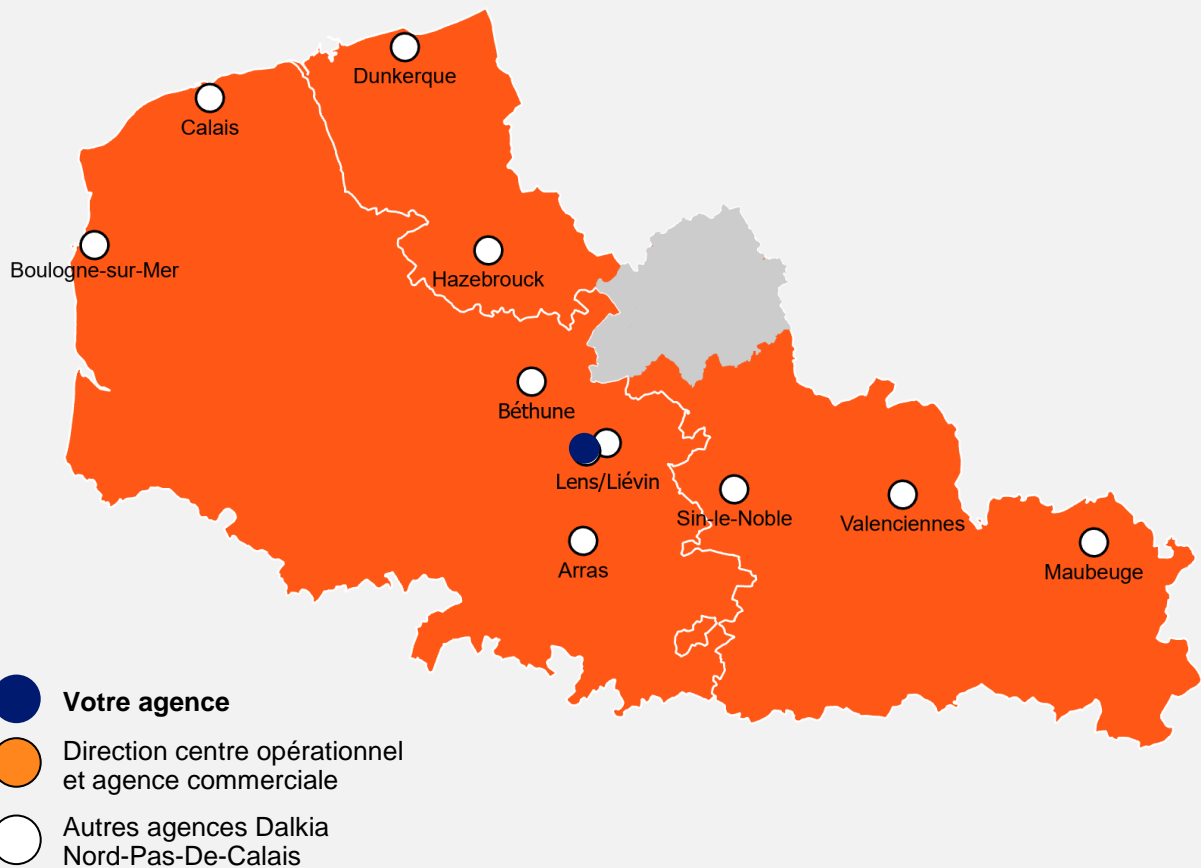 Dunkerque
Calais
Boulogne-sur-Mer
Hazebrouck
Béthune
Lens/Liévin
Sin-le-Noble
Valenciennes
Arras
Maubeuge
Votre agence
Direction centre opérationnel
et agence commerciale
Autres agences Dalkia
Nord-Pas-De-Calais